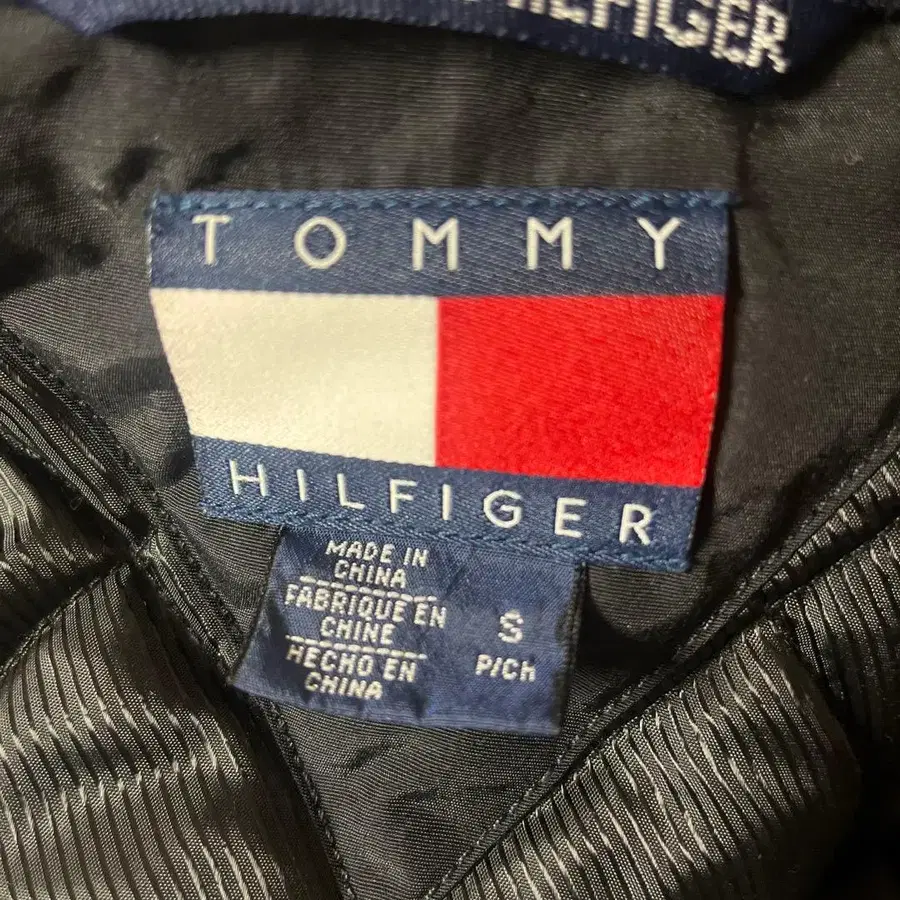 HILFIGER
TOMMY
HILFIGER
MADE IN
CHINA
FABRIQUE EN
CHINE
HECHO EN
CHINA
S
P/CH